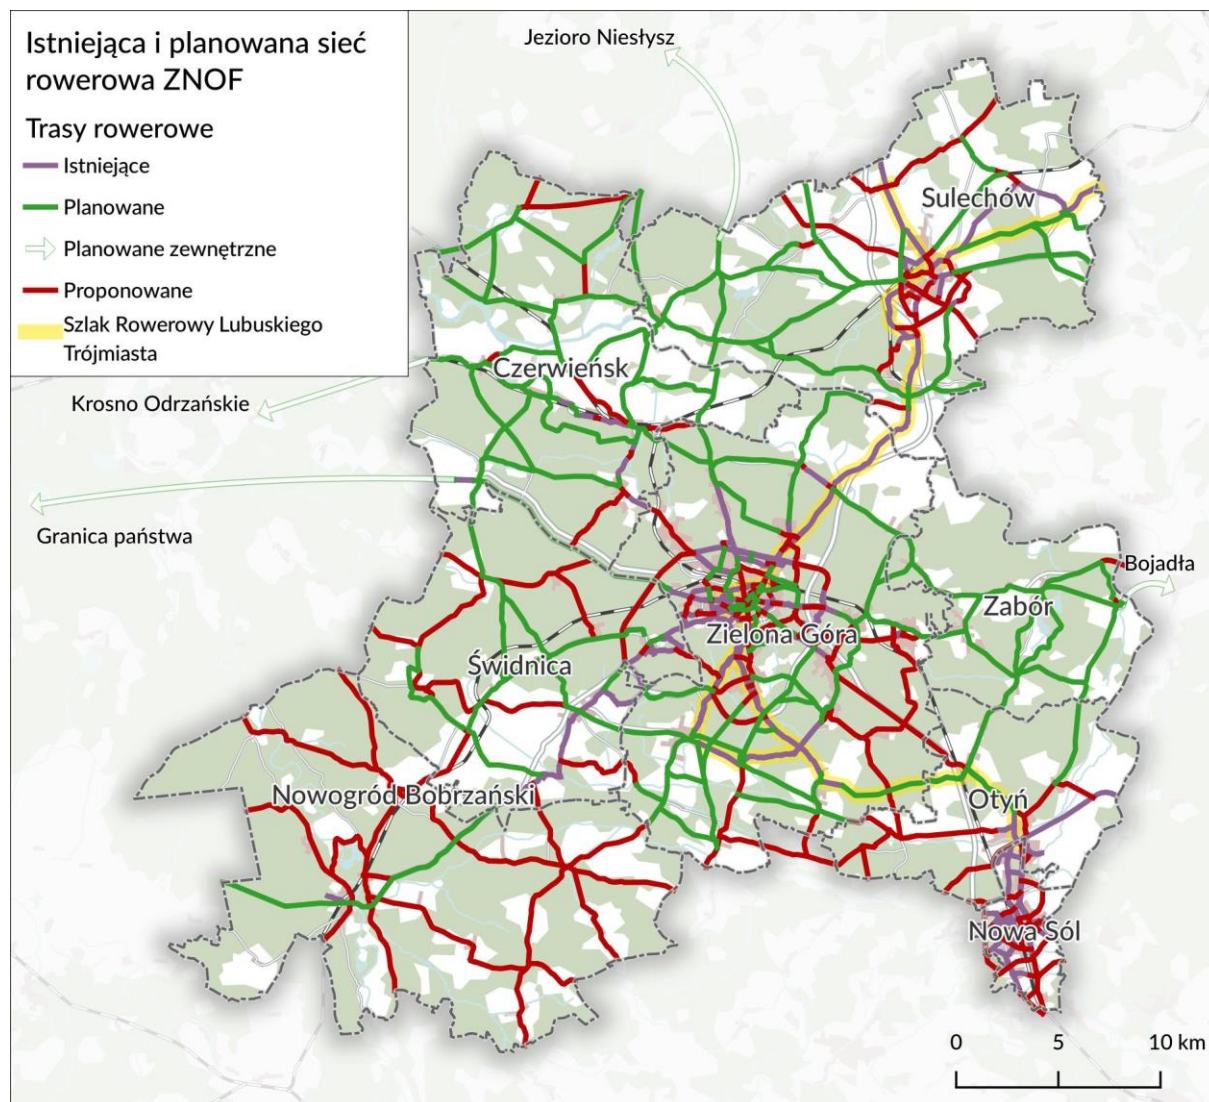 Istniejąca i planowana sieć
rowerowa ZNOF
Trasy rowerowe
Istniejące
Planowane
Planowane zewnętrzne
Proponowane
Szlak Rowerowy Lubuskiego
Trójmiasta
Jezioro Niesłysz
Sulechów
Czerwieńsk
Krosno Odrzańskie
Granica państwa
Bojadła
Zabór
Zielona Góra
Świdnica
Nowogród Bobrzański
Otyń
Nowa Sól
0 5 10 km